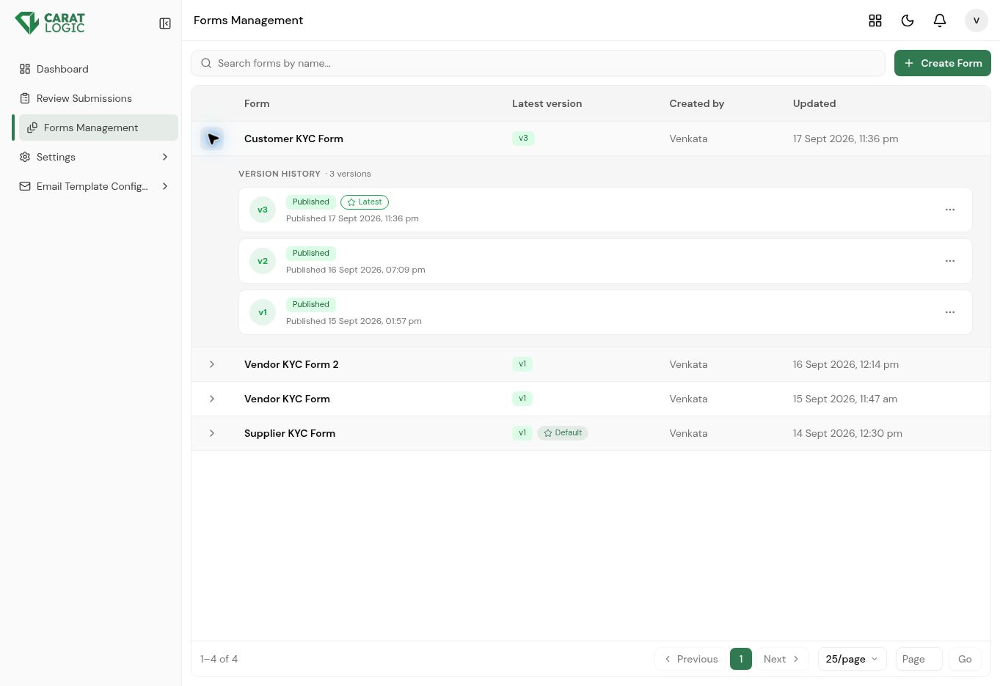 CARAT
LOGIC
Forms Management
V
Dashboard
Review Submissions
Forms Management
Settings
Email Template Config...
Search forms by name...
Create Form
Form Latest version Created by Updated
Customer KYC Form v3 Venkata 17 Sept 2026, 11:36 pm
VERSION HISTORY · 3 versions
v3 Published Latest
Published 17 Sept 2026, 11:36 pm
v2 Published
Published 16 Sept 2026, 07:09 pm
v1 Published
Published 15 Sept 2026, 01:57 pm
Vendor KYC Form 2 v1 Venkata 16 Sept 2026, 12:14 pm
Vendor KYC Form v1 Venkata 15 Sept 2026, 11:47 am
Supplier KYC Form v1 Default Venkata 14 Sept 2026, 12:30 pm
1–4 of 4 Previous 1 Next 25/page Page Go